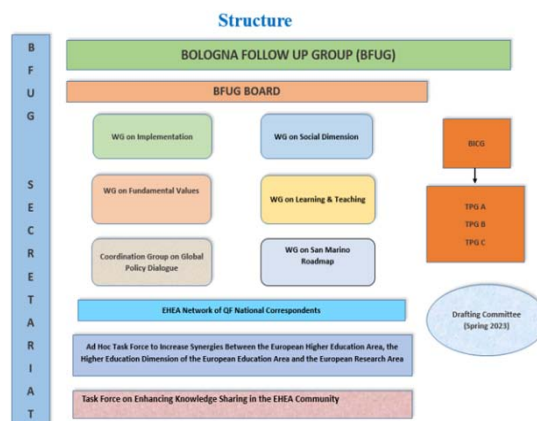 Structure
BFUG SECRETARIAT
BOLOGNA FOLLOW UP GROUP (BFUG)
BFUG BOARD
WG on Implementation
WG on Social Dimension
BICG
WG on Fundamental Values
WG on Learning & Teaching
TPG A
TPG B
TPG C
Coordination Group on Global
Policy Dialogue
WG on San Marino
Roadmap
EHEA Network of QF National Correspondents
Drafting Committee
(Spring 2023)
Ad Hoc Task Force to Increase Synergies Between the European Higher Education Area, the
Higher Education Dimension of the European Education Area and the European Research Area
Task Force on Enhancing Knowledge Sharing in the EHEA Community